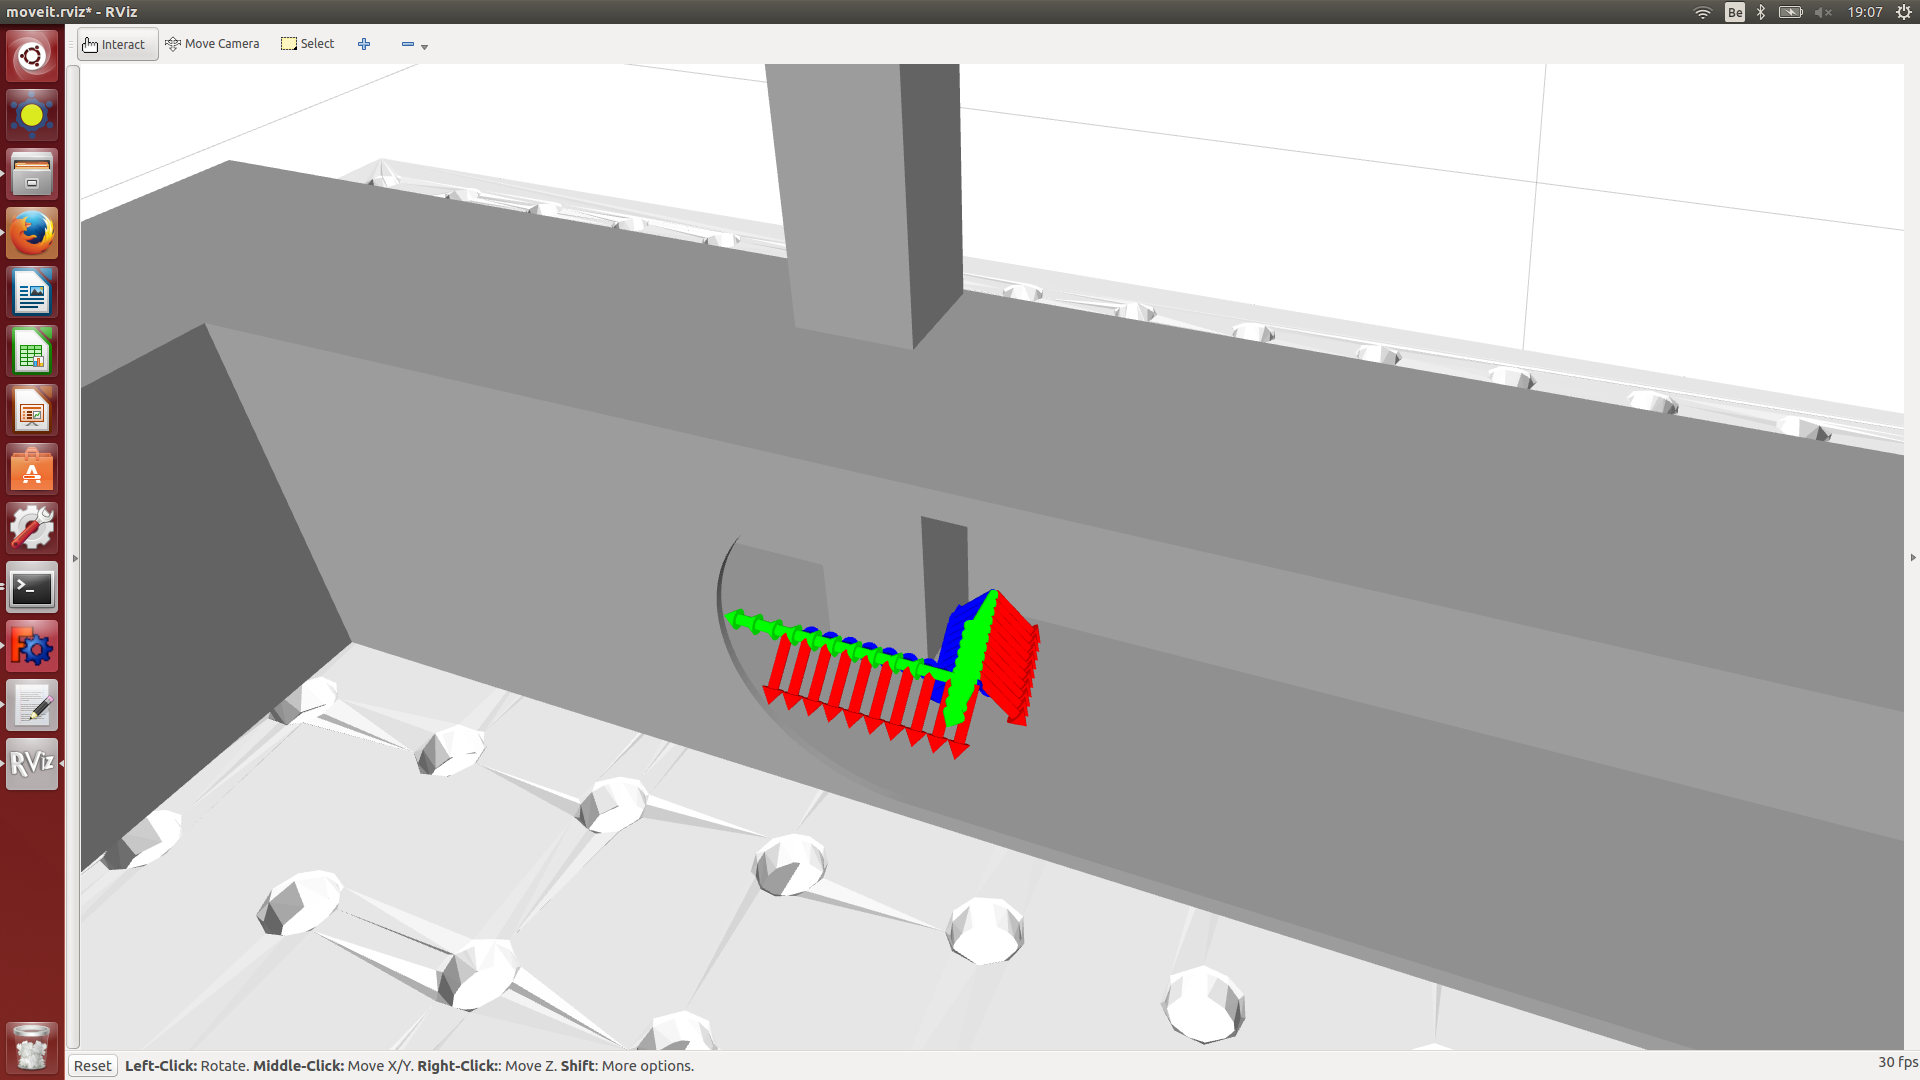 moveit.rviz* - RViz
Be
19:07
Interact
Move Camera
Select
A
>_
RViz
Reset
Left-Click: Rotate. Middle-Click: Move X/Y. Right-Click:: Move Z. Shift: More options.
30 fps